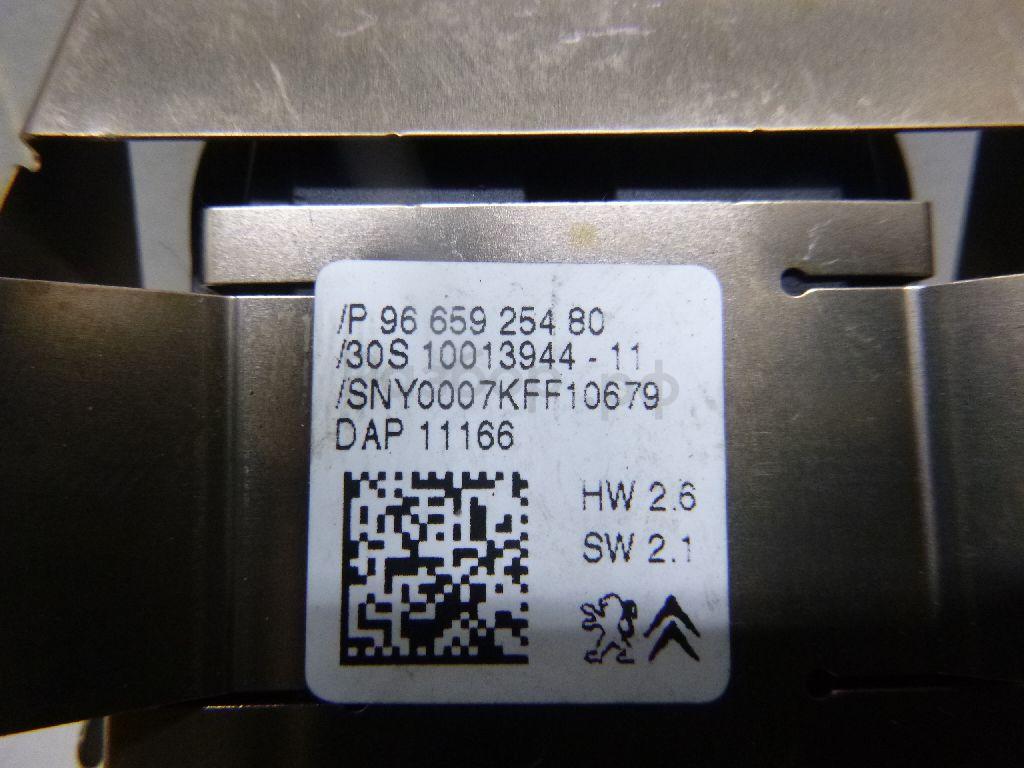 /P 96 659 254 80
/30S 10013944 - 11
/SNY0007KFF10679
DAP 11166
HW 2.6
SW 2.1